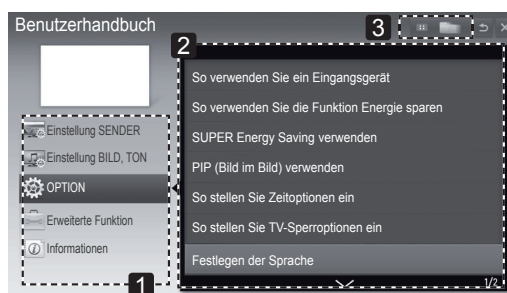 Benutzerhandbuch
3
2
Einstellung SENDER
Einstellung BILD, TON
OPTION
Erweiterte Funktion
Informationen
1
So verwenden Sie ein Eingangsgerät
So verwenden Sie die Funktion Energie sparen
SUPER Energy Saving verwenden
PIP (Bild im Bild) verwenden
So stellen Sie Zeitoptionen ein
So stellen Sie TV-Sperroptionen ein
Festlegen der Sprache
1/2